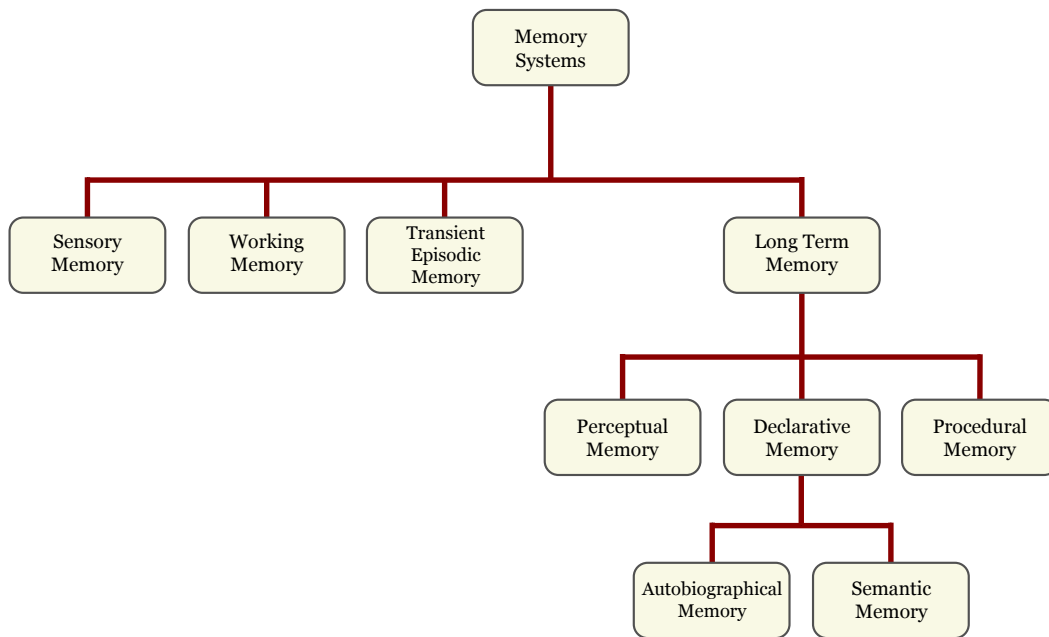 Memory
Systems
Sensory
Memory
Working
Memory
Transient
Episodic
Memory
Long Term
Memory
Perceptual
Memory
Declarative
Memory
Procedural
Memory
Autobiographical
Memory
Semantic
Memory